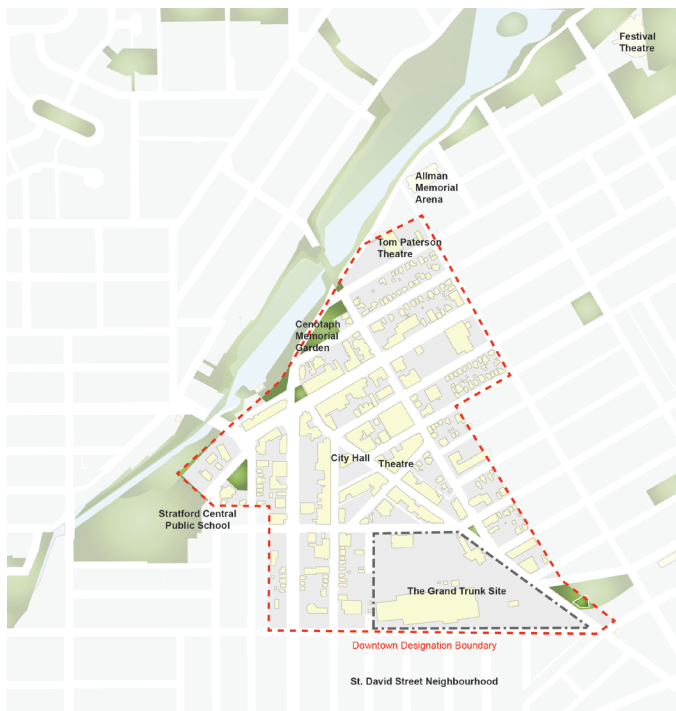 Festival
Theatre
Allman
Memorial
Arena
Tom Paterson
Theatre
Cenotaph
Memorial
Garden
City Hall
Theatre
Stratford Central
Public School
The Grand Trunk Site
Downtown Designation Boundary
St. David Street Neighbourhood